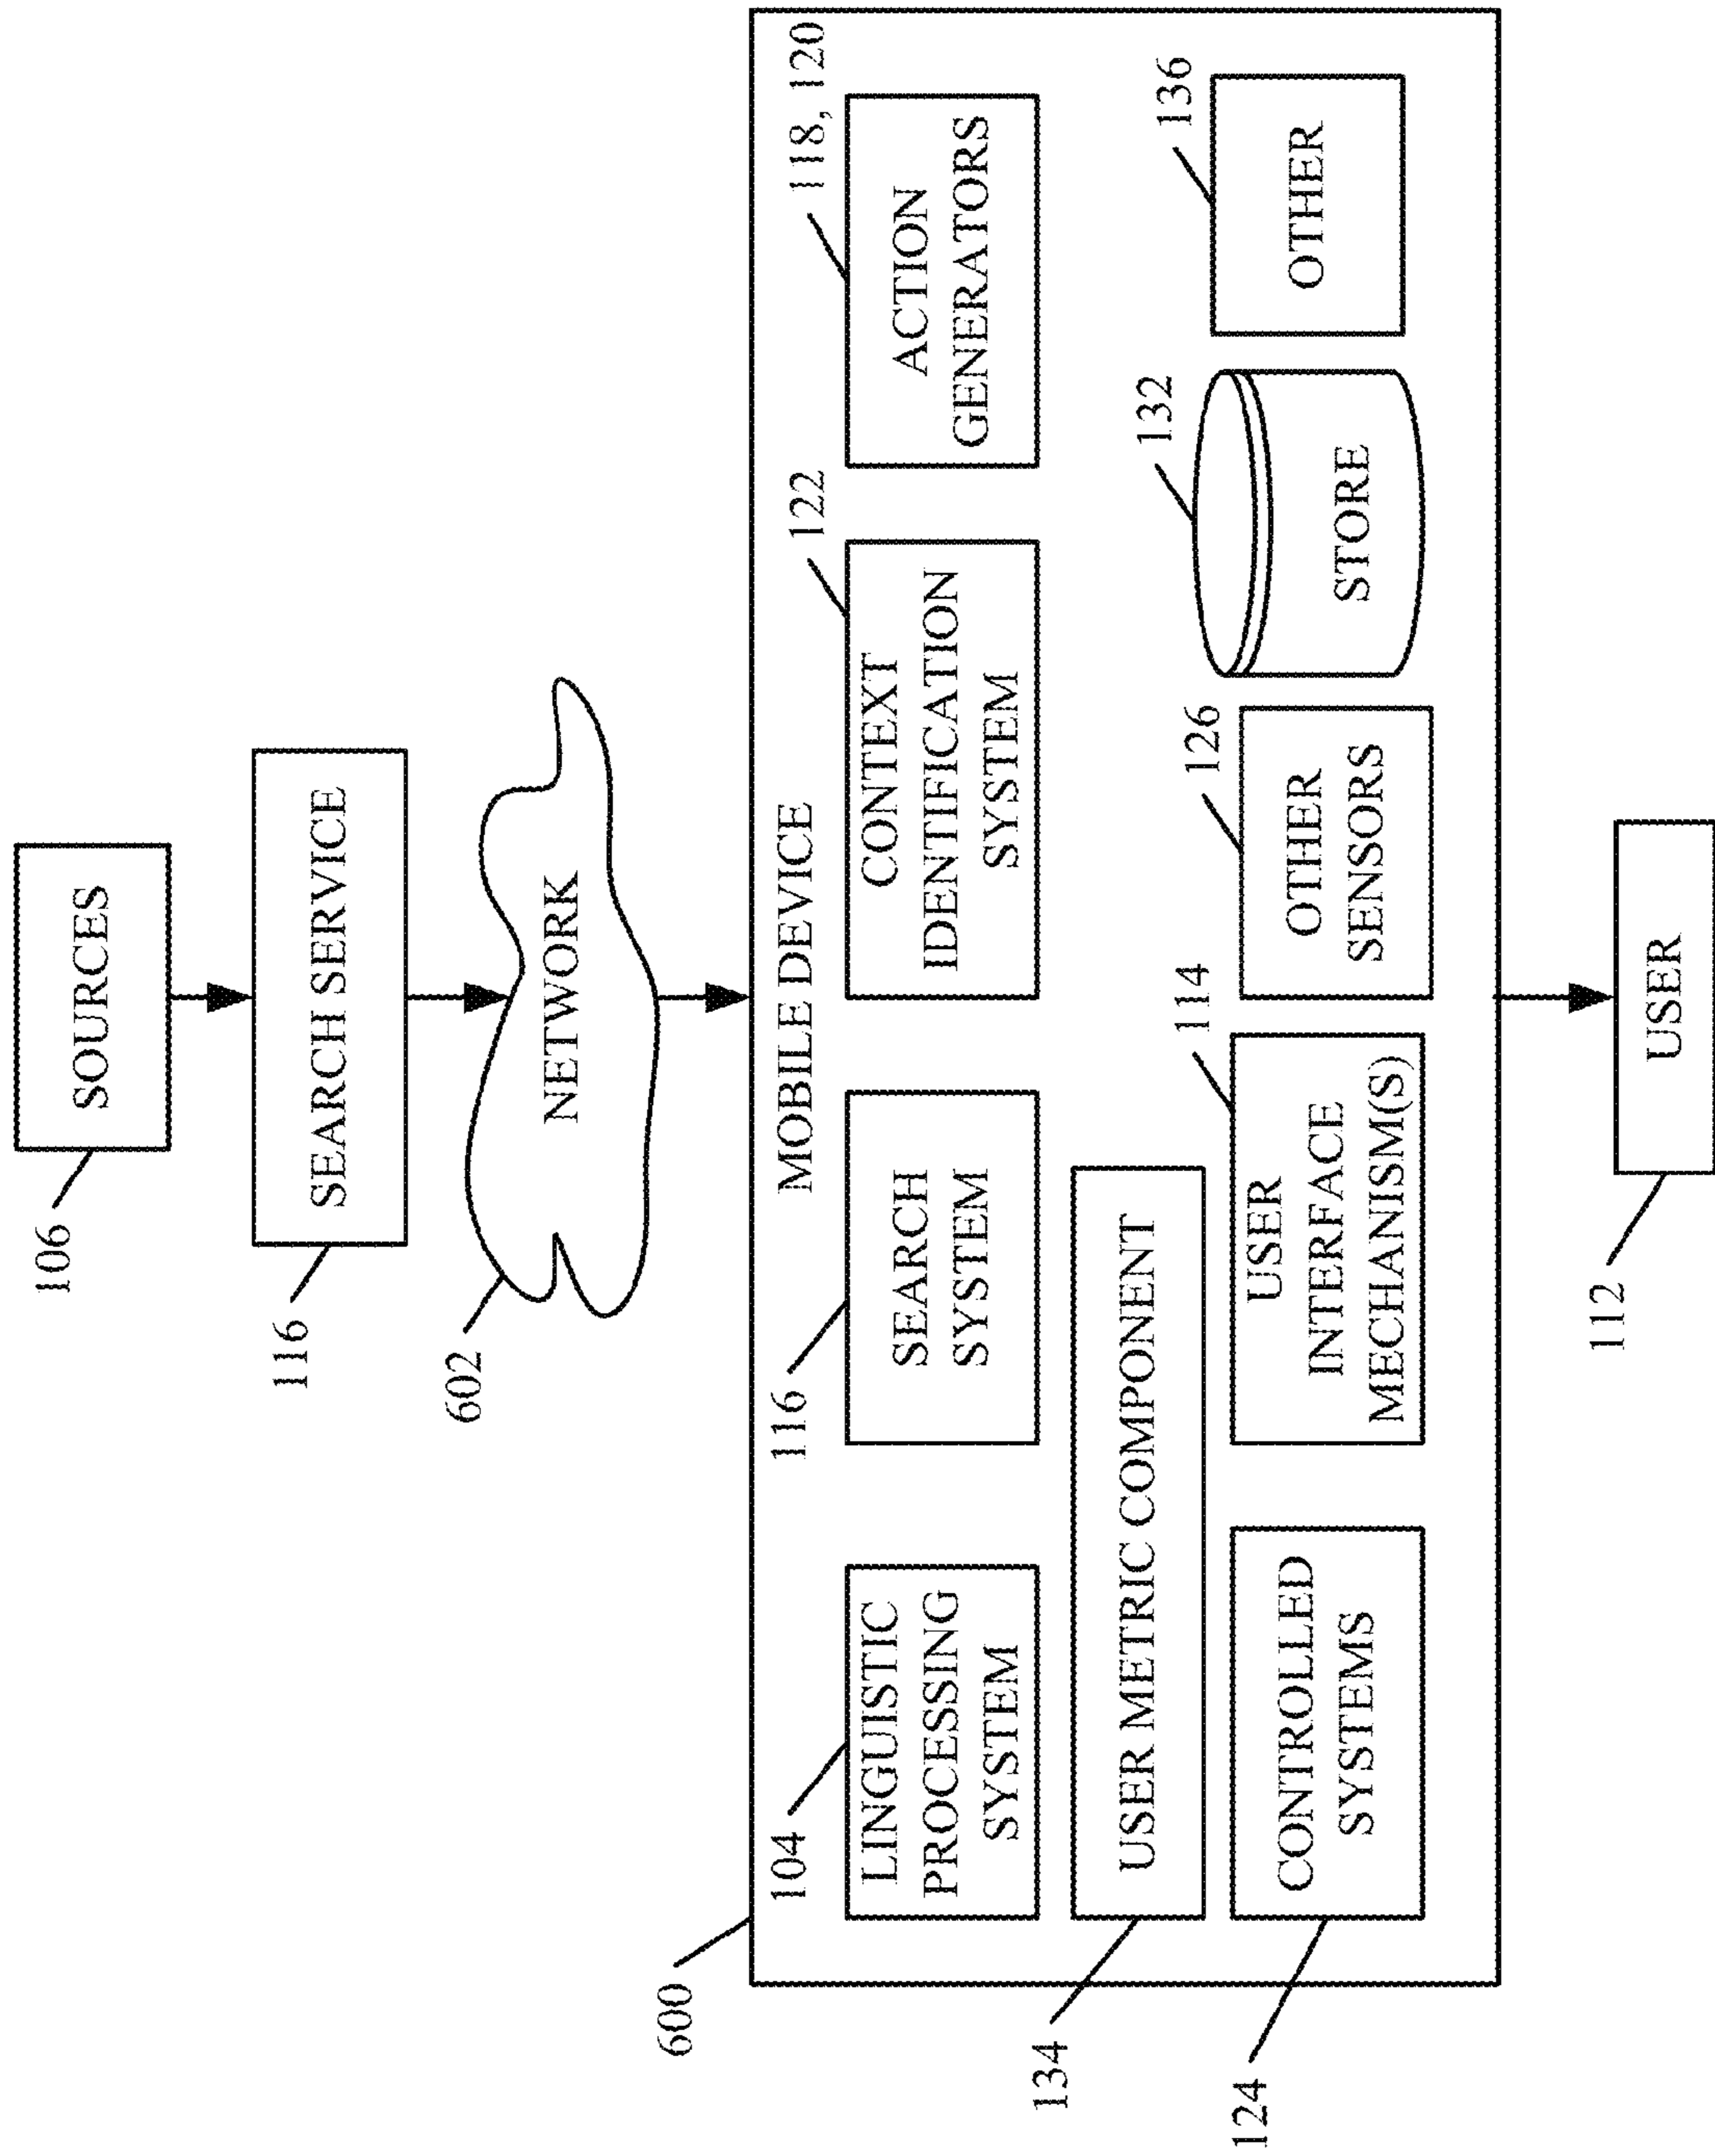 106
SOURCES
116
SEARCH SERVICE
602
NETWORK
600
MOBILE DEVICE
104
LINGUISTIC
PROCESSING
SYSTEM
116
SEARCH
SYSTEM
122
CONTEXT
IDENTIFICATION
SYSTEM
118, 120
ACTION
GENERATORS
134
USER METRIC COMPONENT
124
CONTROLLED
SYSTEMS
114
USER
INTERFACE
MECHANISM(S)
126
OTHER
SENSORS
132
STORE
136
OTHER
112
USER